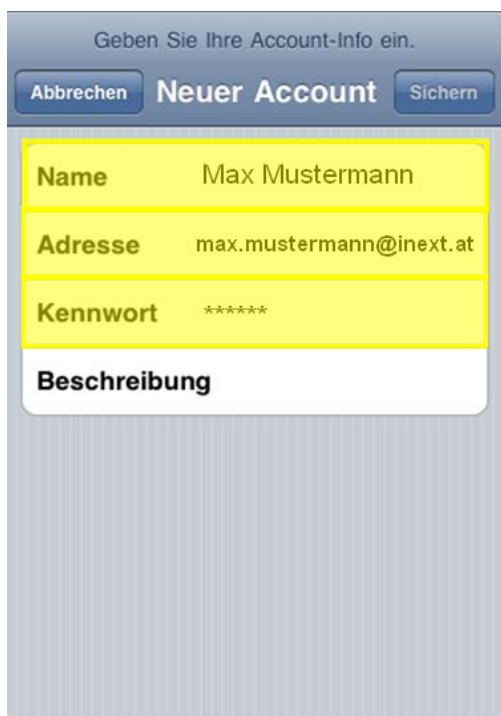 Geben Sie Ihre Account-Info ein.
Abbrechen Neuer Account Sichern
Name Max Mustermann
Adresse max.mustermann@inext.at
Kennwort ******
Beschreibung